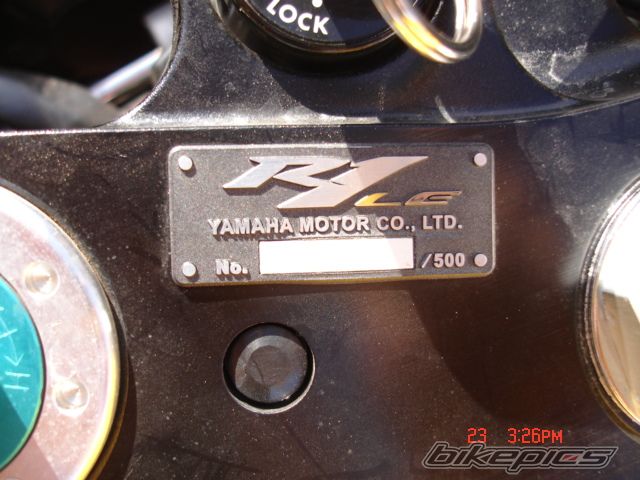 LOCK
R1 LE
YAMAHA MOTOR CO., LTD.
No. /500
23 3:26PM
bikepics